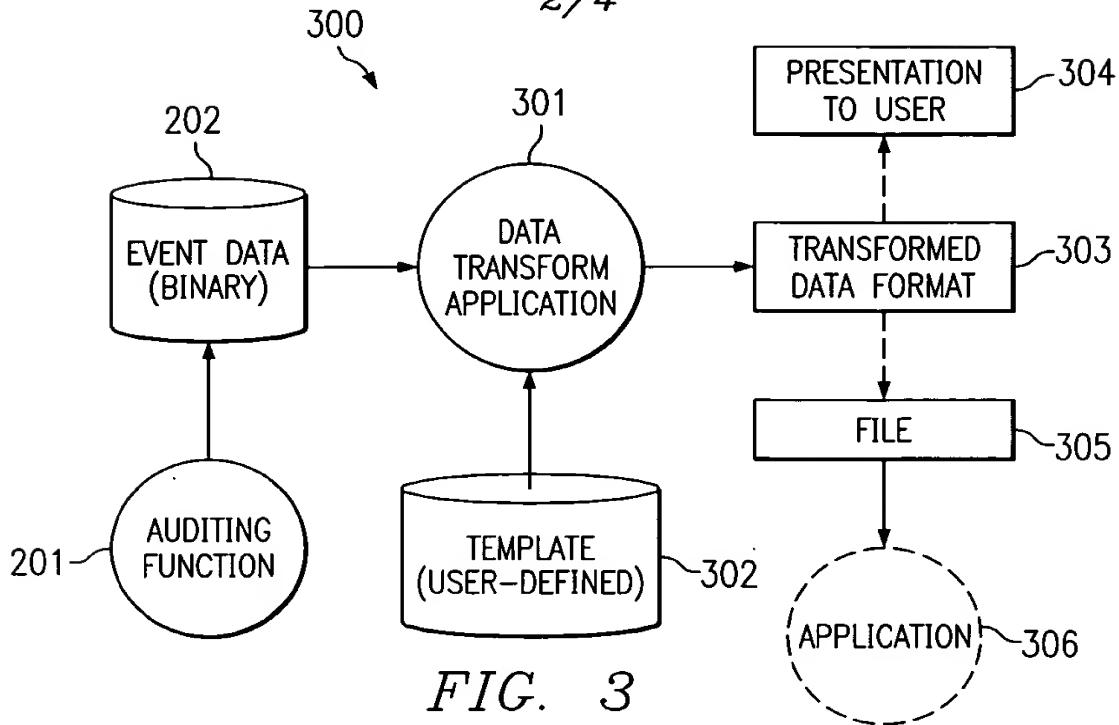 2/4
300
PRESENTATION
TO USER
304
202
301
EVENT DATA
(BINARY)
DATA
TRANSFORM
APPLICATION
TRANSFORMED
DATA FORMAT
303
FILE
305
201
AUDITING
FUNCTION
TEMPLATE
(USER-DEFINED)
302
APPLICATION
306
FIG. 3